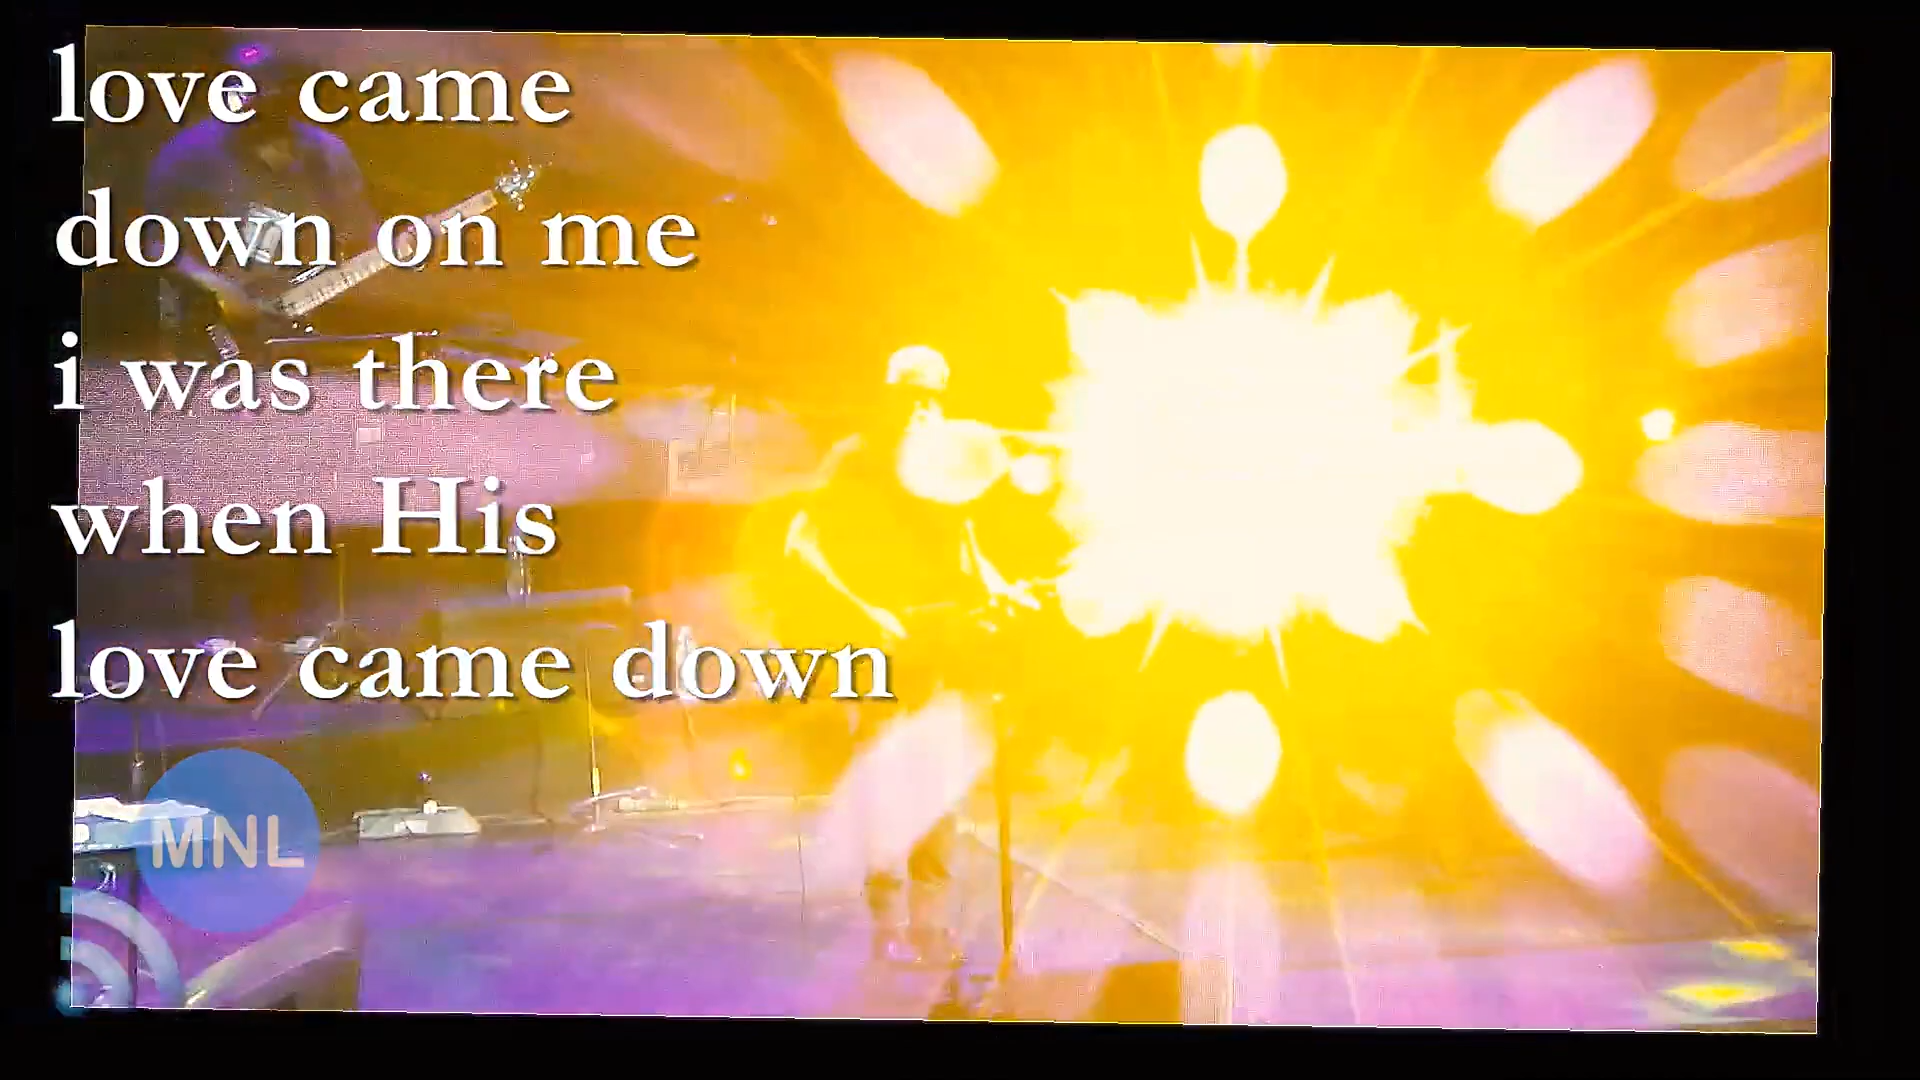 love came
down on me
i was there
when His
love came down
MNL